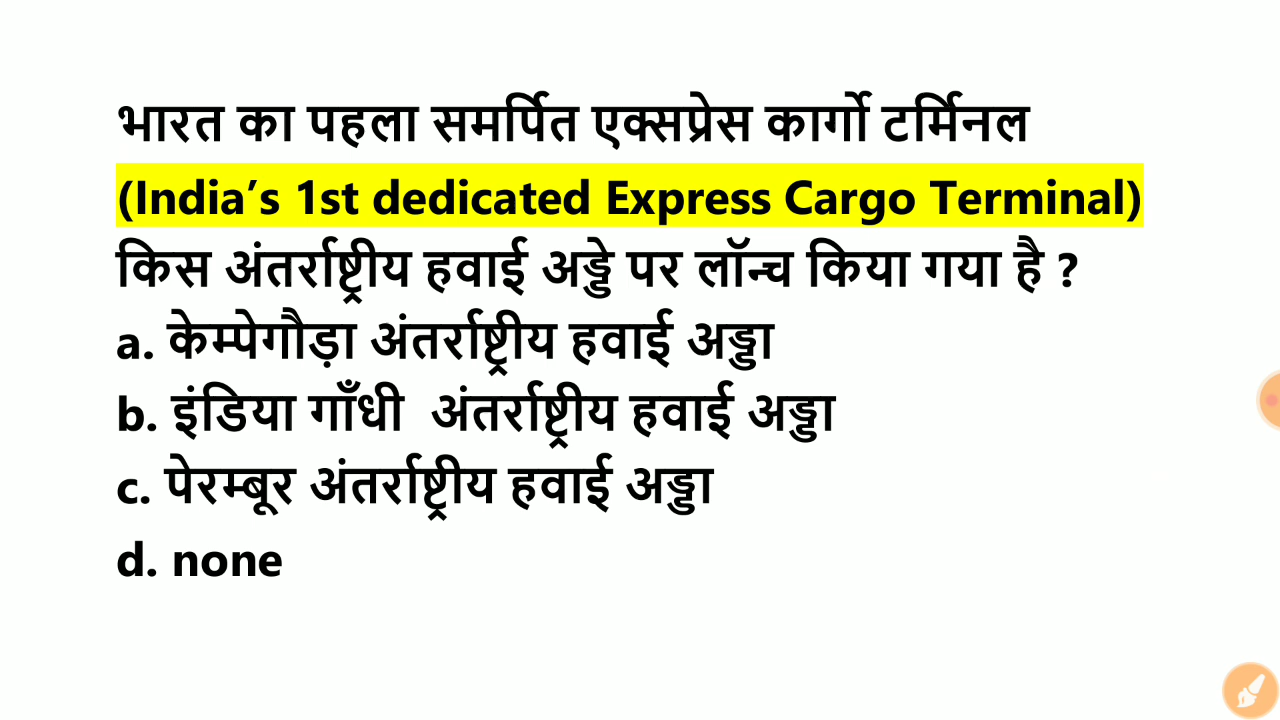 भारत का पहला समर्पित एक्सप्रेस कार्गो टर्मिनल
(India’s 1st dedicated Express Cargo Terminal)
किस अंतर्राष्ट्रीय हवाई अड्डे पर लॉन्च किया गया है ?
a. केम्पेगौड़ा अंतर्राष्ट्रीय हवाई अड्डा
b. इंडिया गाँधी  अंतर्राष्ट्रीय हवाई अड्डा
c. पेरम्बूर अंतर्राष्ट्रीय हवाई अड्डा
d. none